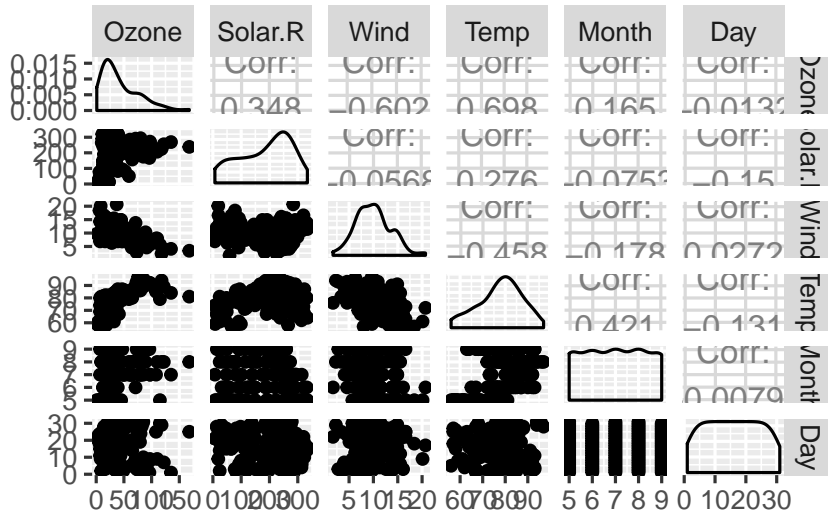 Ozone Solar.R Wind Temp Month Day
0.015 Corr: Corr: Corr: Corr: Corr: Ozone
0.010
0.005
0.000 0.348 −0.602 0.698 0.165 -0.0132
300 Corr: Corr: Corr: Corr: Solar.R
200
100
0 -0.0568 0.276 -0.0753 −0.15
20 Corr: Corr: Corr: Wind
15
10
5 −0.458 −0.178 0.0272
90 Corr: Corr: Temp
80
70
60 0.421 −0.131
9 Corr: Month
8
7
6
5 0.0079
30 Day
20
10
0
0 50 100 150 0 100 200 300 5 10 15 20 60 70 80 90 5 6 7 8 9 0 10 20 30